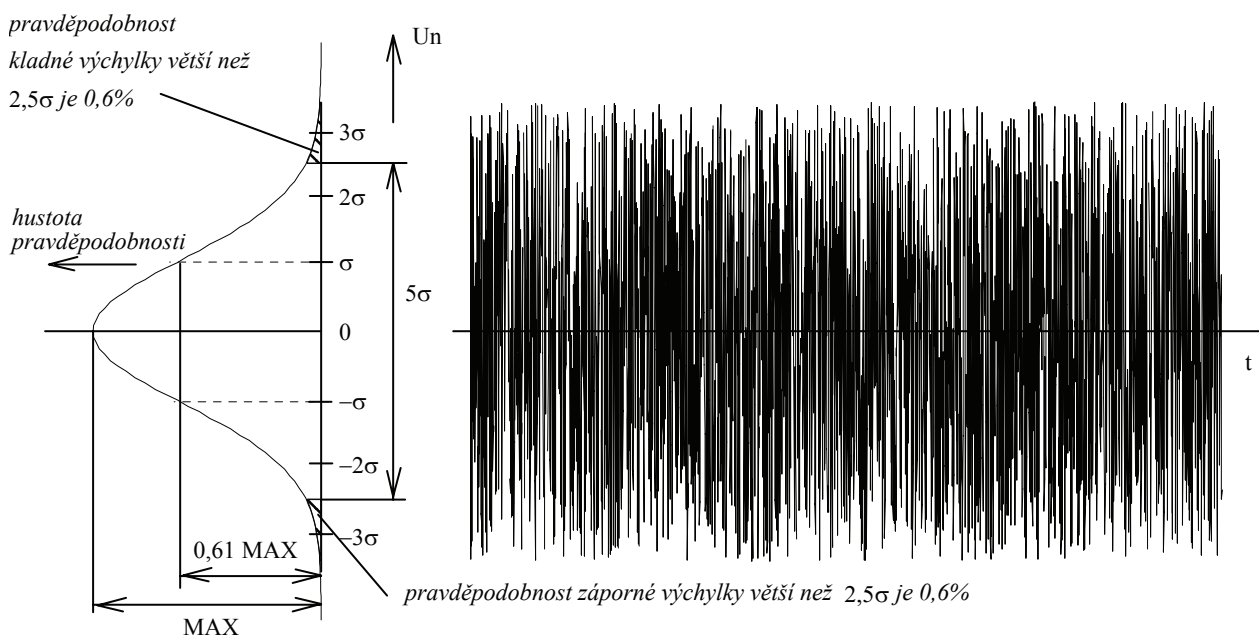 pravděpodobnost
kladné výchylky větší než
2,5σ je 0,6%
Un
3σ
2σ
hustota
pravděpodobnosti
σ
5σ
0
t
–σ
–2σ
–3σ
0,61 MAX
pravděpodobnost záporné výchylky větší než 2,5σ je 0,6%
MAX